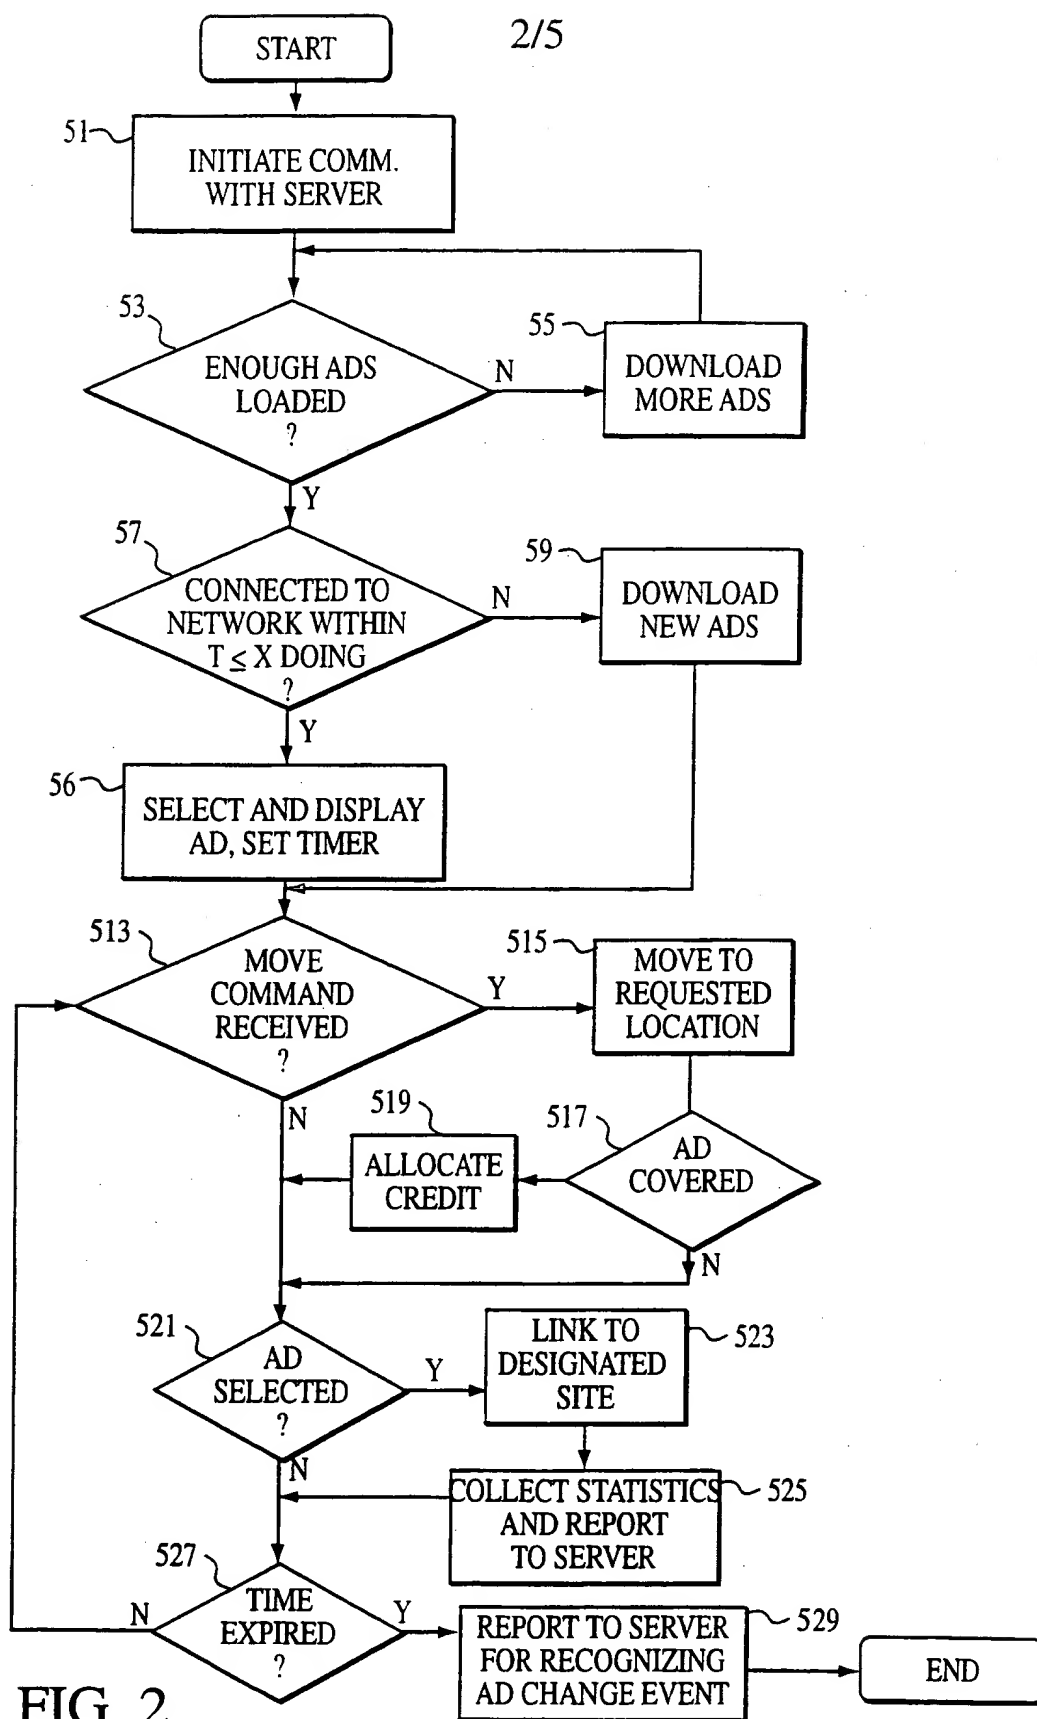 2/5
START
51
INITIATE COMM.
WITH SERVER
53
ENOUGH ADS
LOADED
?
N
55
DOWNLOAD
MORE ADS
Y
57
CONNECTED TO
NETWORK WITHIN
T ≤ X DOING
?
N
59
DOWNLOAD
NEW ADS
Y
56
SELECT AND DISPLAY
AD, SET TIMER
513
MOVE
COMMAND
RECEIVED
?
Y
515
MOVE TO
REQUESTED
LOCATION
N
519
ALLOCATE
CREDIT
517
AD
COVERED
N
521
AD
SELECTED
?
Y
LINK TO
DESIGNATED
SITE
523
N
COLLECT STATISTICS
AND REPORT
TO SERVER
525
527
TIME
EXPIRED
?
N
Y
REPORT TO SERVER
FOR RECOGNIZING
AD CHANGE EVENT
529
END
FIG. 2